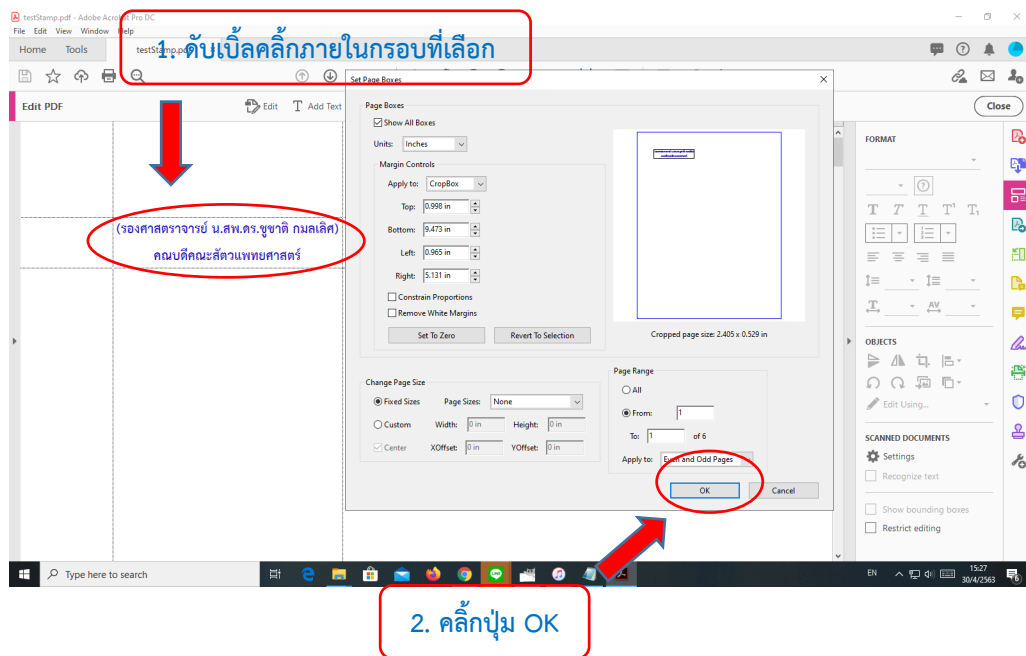 testStamp.pdf - Adobe Acrobat Pro DC
File Edit View Window Help
1. ดับเบิ้ลคลิ้กภายในกรอบที่เลือก
Home Tools testStamp.pdf
Set Page Boxes
Edit PDF
Edit
Add Text
Close
Page Boxes
Show All Boxes
Units: Inches
Margin Controls
Apply to: CropBox
Top: 0.998 in
Bottom: 9.473 in
Left: 0.965 in
Right: 5.131 in
Constrain Proportions
Remove White Margins
Set To Zero
Revert To Selection
Cropped page size: 2.405 x 0.529 in
(รองศาสตราจารย์ น.สพ.ดร.ชูชาติ กมลเลิศ)
คณบดีคณะสัตวแพทยศาสตร์
Change Page Size
Fixed Sizes Page Sizes: None
Custom Width: 0 in Height: 0 in
Center XOffset: 0 in YOffset: 0 in
Page Range
All
From: 1
To: 1 of 6
Apply to: Even and Odd Pages
OK
Cancel
FORMAT
OBJECTS
Edit Using...
SCANNED DOCUMENTS
Settings
Recognize text
Show bounding boxes
Restrict editing
Type here to search
EN
15:27
30/4/2563
2. คลิ้กปุ่ม OK